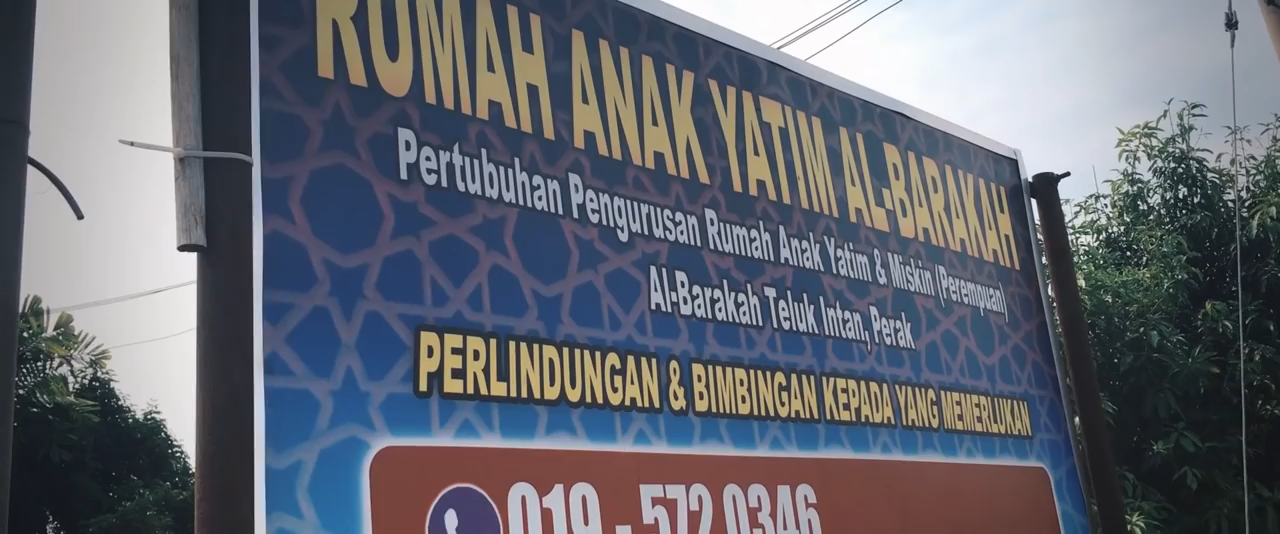 RUMAH ANAK YATIM AL-BARAKAH
Pertubuhan Pengurusan Rumah Anak Yatim & Miskin (Perempuan)
Al-Barakah Teluk Intan, Perak
PERLINDUNGAN & BIMBINGAN KEPADA YANG MEMERLUKAN
019 - 572 0346